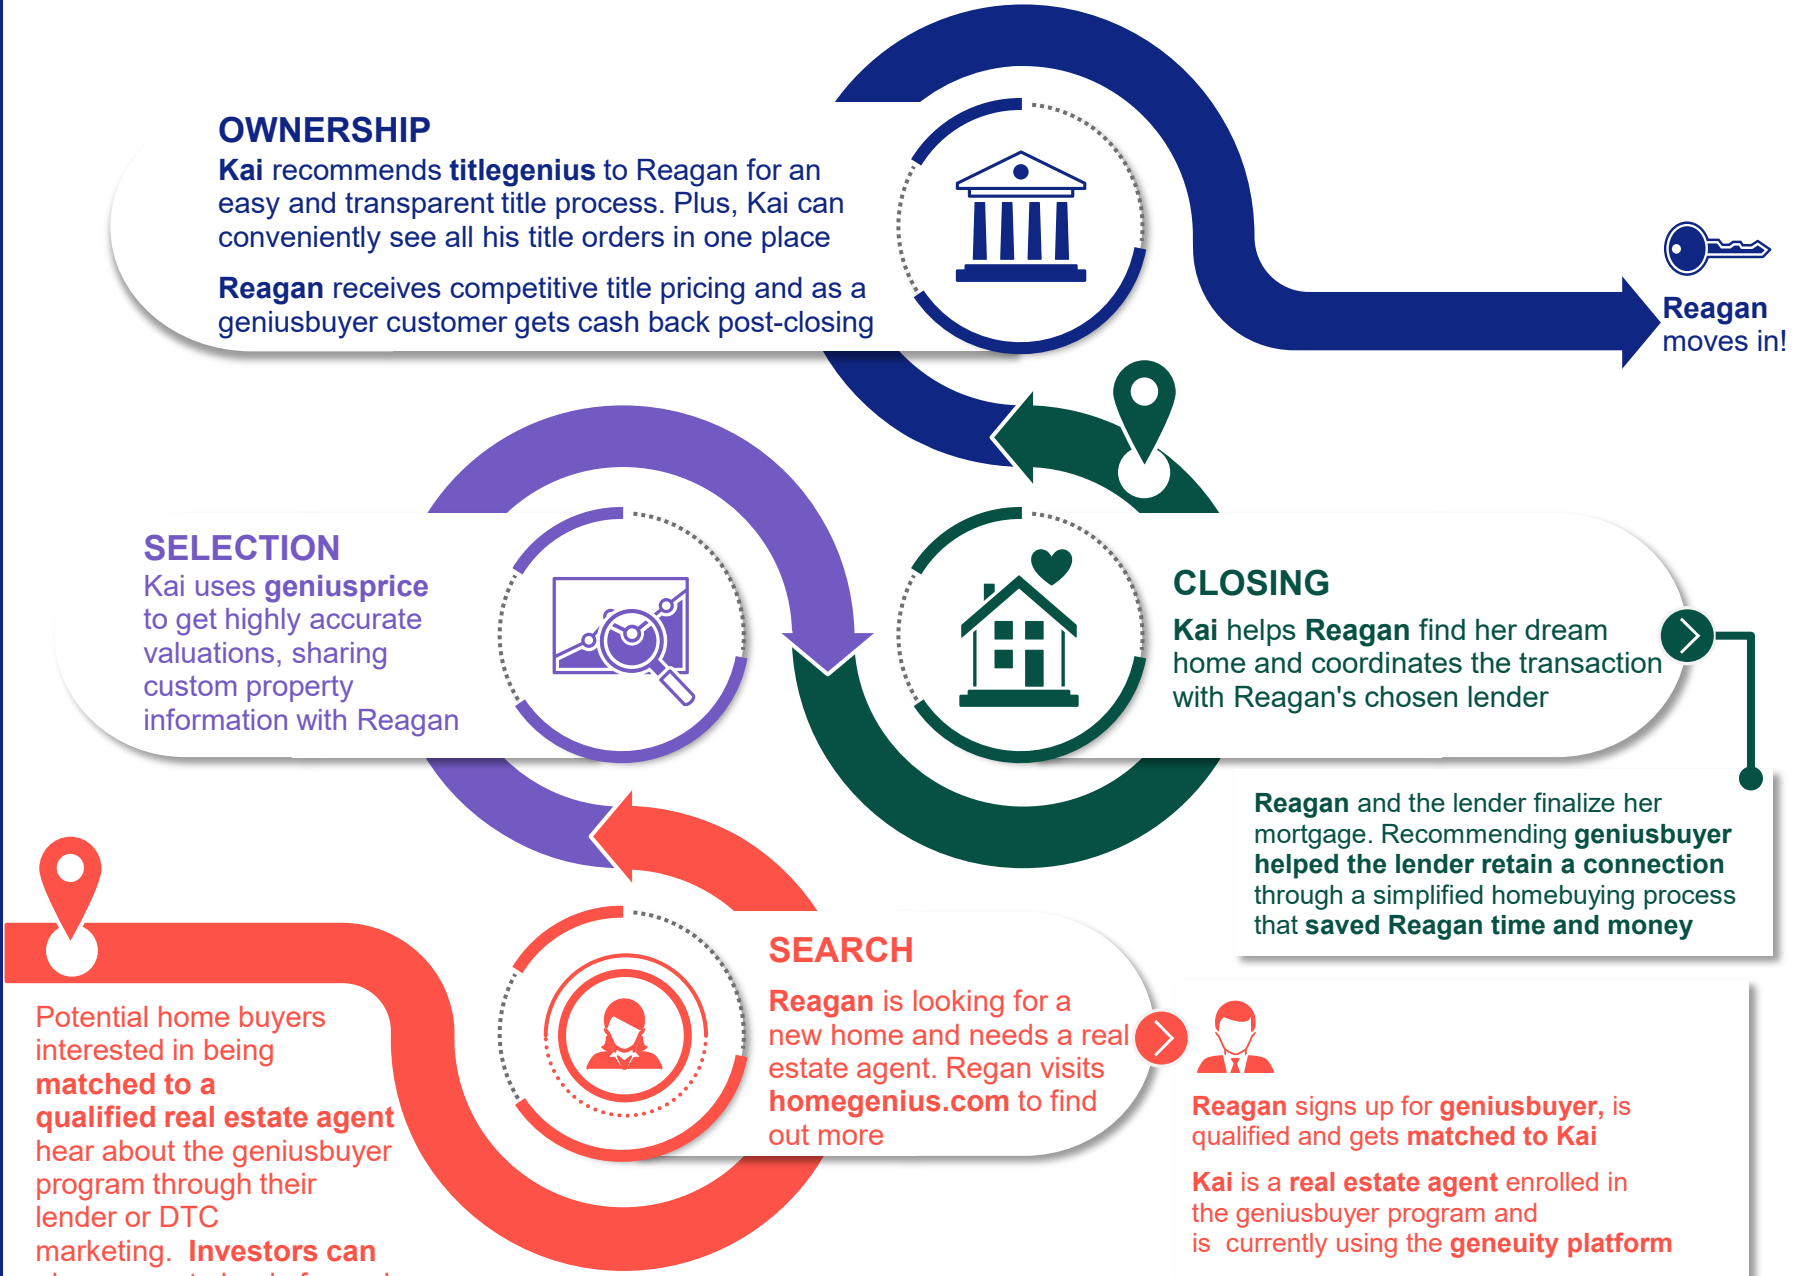 OWNERSHIP
Kai recommends titlegenius to Reagan for an
easy and transparent title process. Plus, Kai can
conveniently see all his title orders in one place
Reagan receives competitive title pricing and as a
geniusbuyer customer gets cash back post-closing
Reagan
moves in!
SELECTION
Kai uses geniusprice
to get highly accurate
valuations, sharing
custom property
information with Reagan
CLOSING
Kai helps Reagan find her dream
home and coordinates the transaction
with Reagan's chosen lender
Reagan and the lender finalize her
mortgage. Recommending geniusbuyer
helped the lender retain a connection
through a simplified homebuying process
that saved Reagan time and money
SEARCH
Reagan is looking for a
new home and needs a real
estate agent. Regan visits
homegenius.com to find
out more
Reagan signs up for geniusbuyer, is
qualified and gets matched to Kai
Kai is a real estate agent enrolled in
the geniusbuyer program and
is currently using the geneuity platform
Potential home buyers
interested in being
matched to a
qualified real estate agent
hear about the geniusbuyer
program through their
lender or DTC
marketing. Investors can